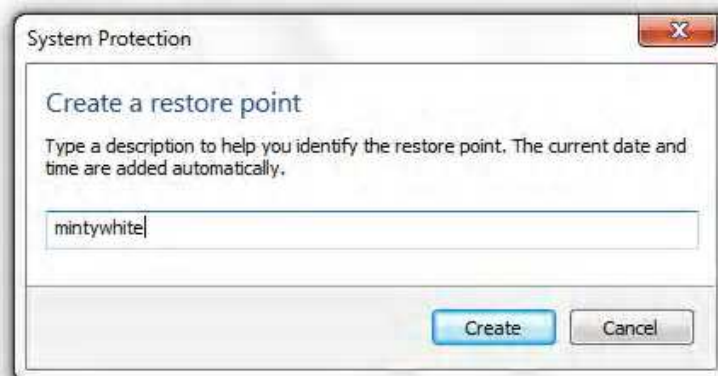 System Protection
Create a restore point
Type a description to help you identify the restore point. The current date and
time are added automatically.
mintywhite
Create
Cancel